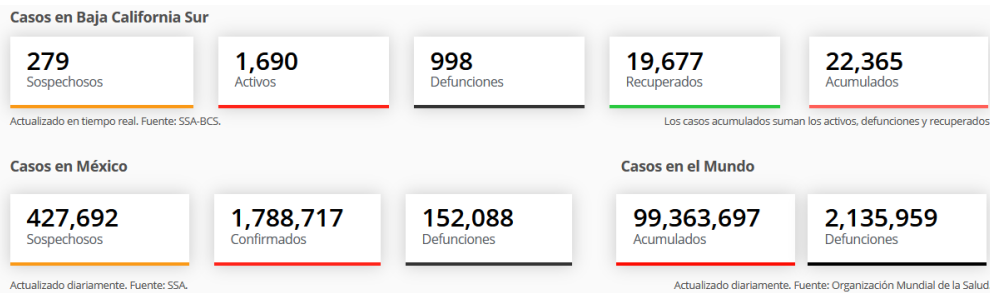 Casos en Baja California Sur
279
Sospechosos
1,690
Activos
998
Defunciones
19,677
Recuperados
22,365
Acumulados
Actualizado en tiempo real. Fuente: SSA-BCS.
Los casos acumulados suman los activos, defunciones y recuperados
Casos en México
427,692
Sospechosos
1,788,717
Confirmados
152,088
Defunciones
Actualizado diariamente. Fuente: SSA.
Casos en el Mundo
99,363,697
Acumulados
2,135,959
Defunciones
Actualizado diariamente. Fuente: Organización Mundial de la Salud